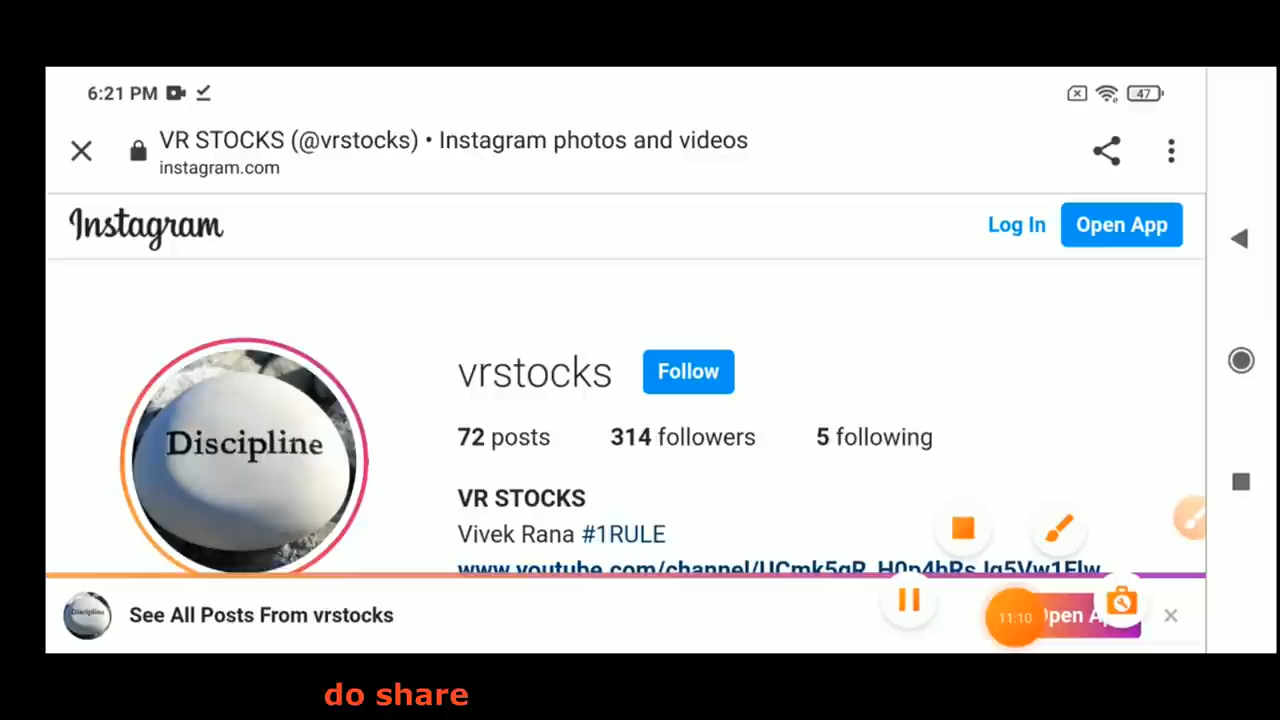 6:21 PM
47
VR STOCKS (@vrstocks) • Instagram photos and videos
instagram.com
Instagram
Log In
Open App
Discipline
vrstocks
Follow
72 posts
314 followers
5 following
VR STOCKS
Vivek Rana #1RULE
See All Posts From vrstocks
11:10
do share